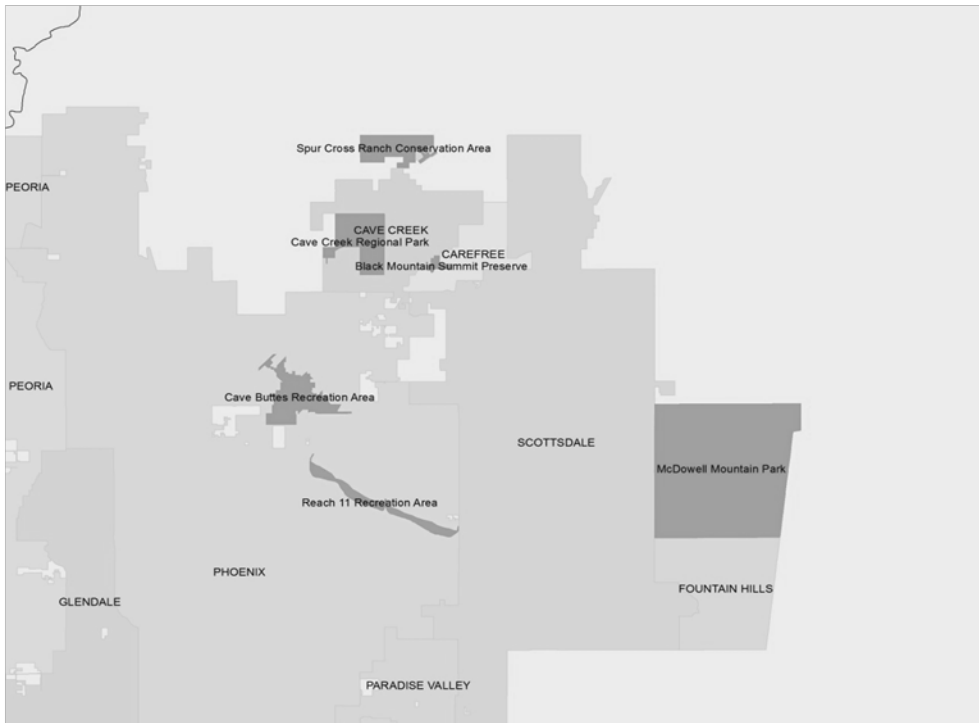 Spur Cross Ranch Conservation Area
PEORIA
CAVE CREEK
Cave Creek Regional Park
CAREFREE
Black Mountain Summit Preserve
PEORIA
Cave Buttes Recreation Area
SCOTTSDALE
McDowell Mountain Park
Reach 11 Recreation Area
PHOENIX
FOUNTAIN HILLS
GLENDALE
PARADISE VALLEY